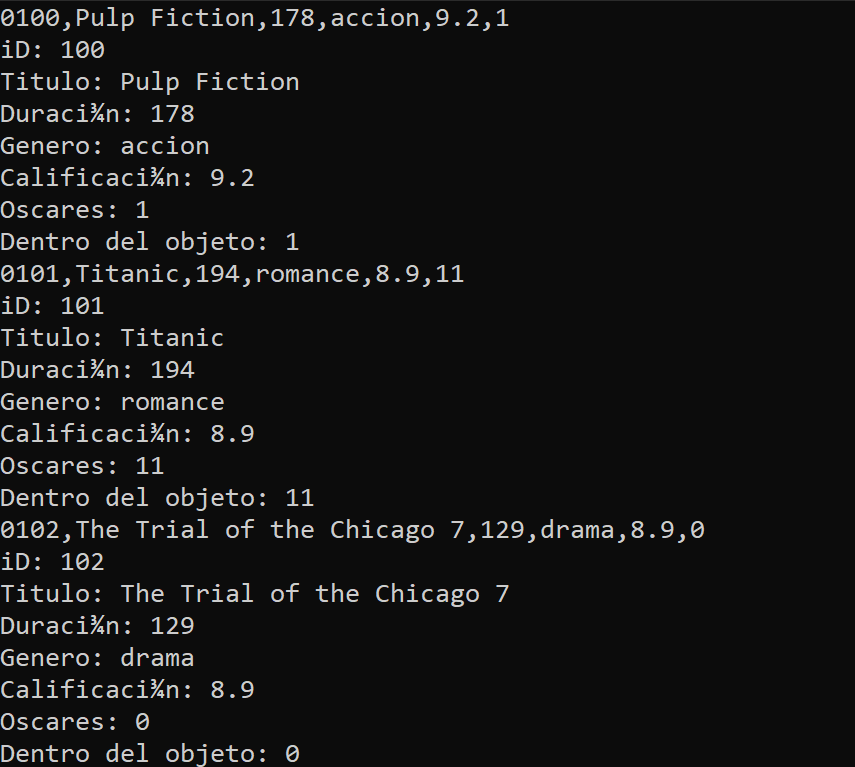 0100,Pulp Fiction,178,accion,9.2,1
iD: 100
Titulo: Pulp Fiction
Duraci¾n: 178
Genero: accion
Calificaci¾n: 9.2
Oscares: 1
Dentro del objeto: 1
0101,Titanic,194,romance,8.9,11
iD: 101
Titulo: Titanic
Duraci¾n: 194
Genero: romance
Calificaci¾n: 8.9
Oscares: 11
Dentro del objeto: 11
0102,The Trial of the Chicago 7,129,drama,8.9,0
iD: 102
Titulo: The Trial of the Chicago 7
Duraci¾n: 129
Genero: drama
Calificaci¾n: 8.9
Oscares: 0
Dentro del objeto: 0